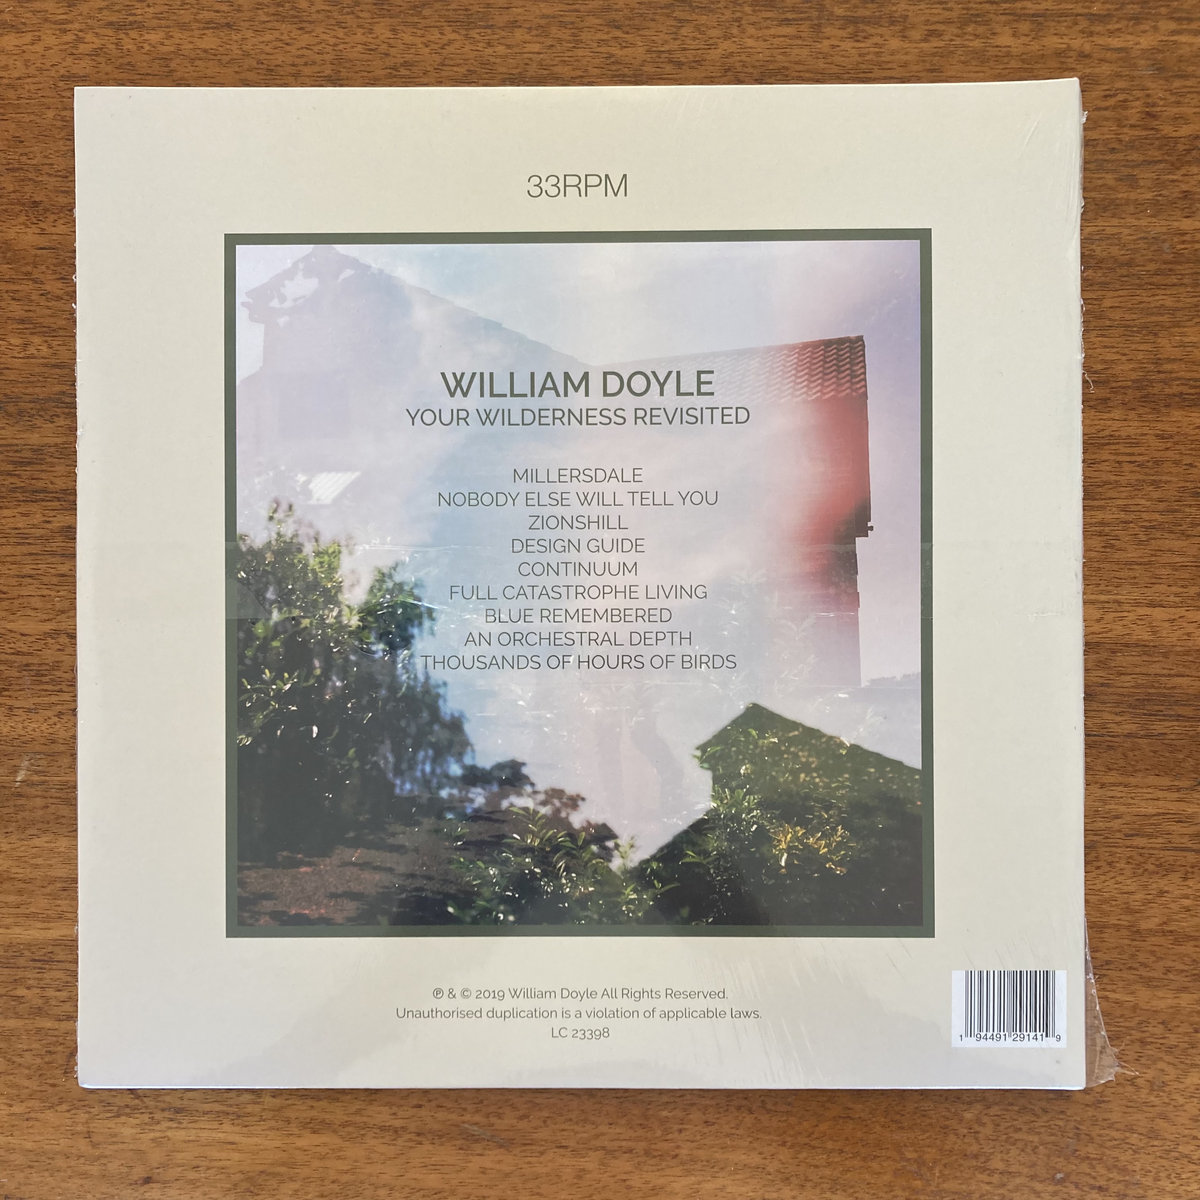 33RPM
WILLIAM DOYLE
YOUR WILDERNESS REVISITED
MILLERSDALE
NOBODY ELSE WILL TELL YOU
ZIONSHILL
DESIGN GUIDE
CONTINUUM
FULL CATASTROPHE LIVING
BLUE REMEMBERED
AN ORCHESTRAL DEPTH
THOUSANDS OF HOURS OF BIRDS
℗ & © 2019 William Doyle All Rights Reserved.
Unauthorised duplication is a violation of applicable laws.
LC 23398
1 94491 29141 9